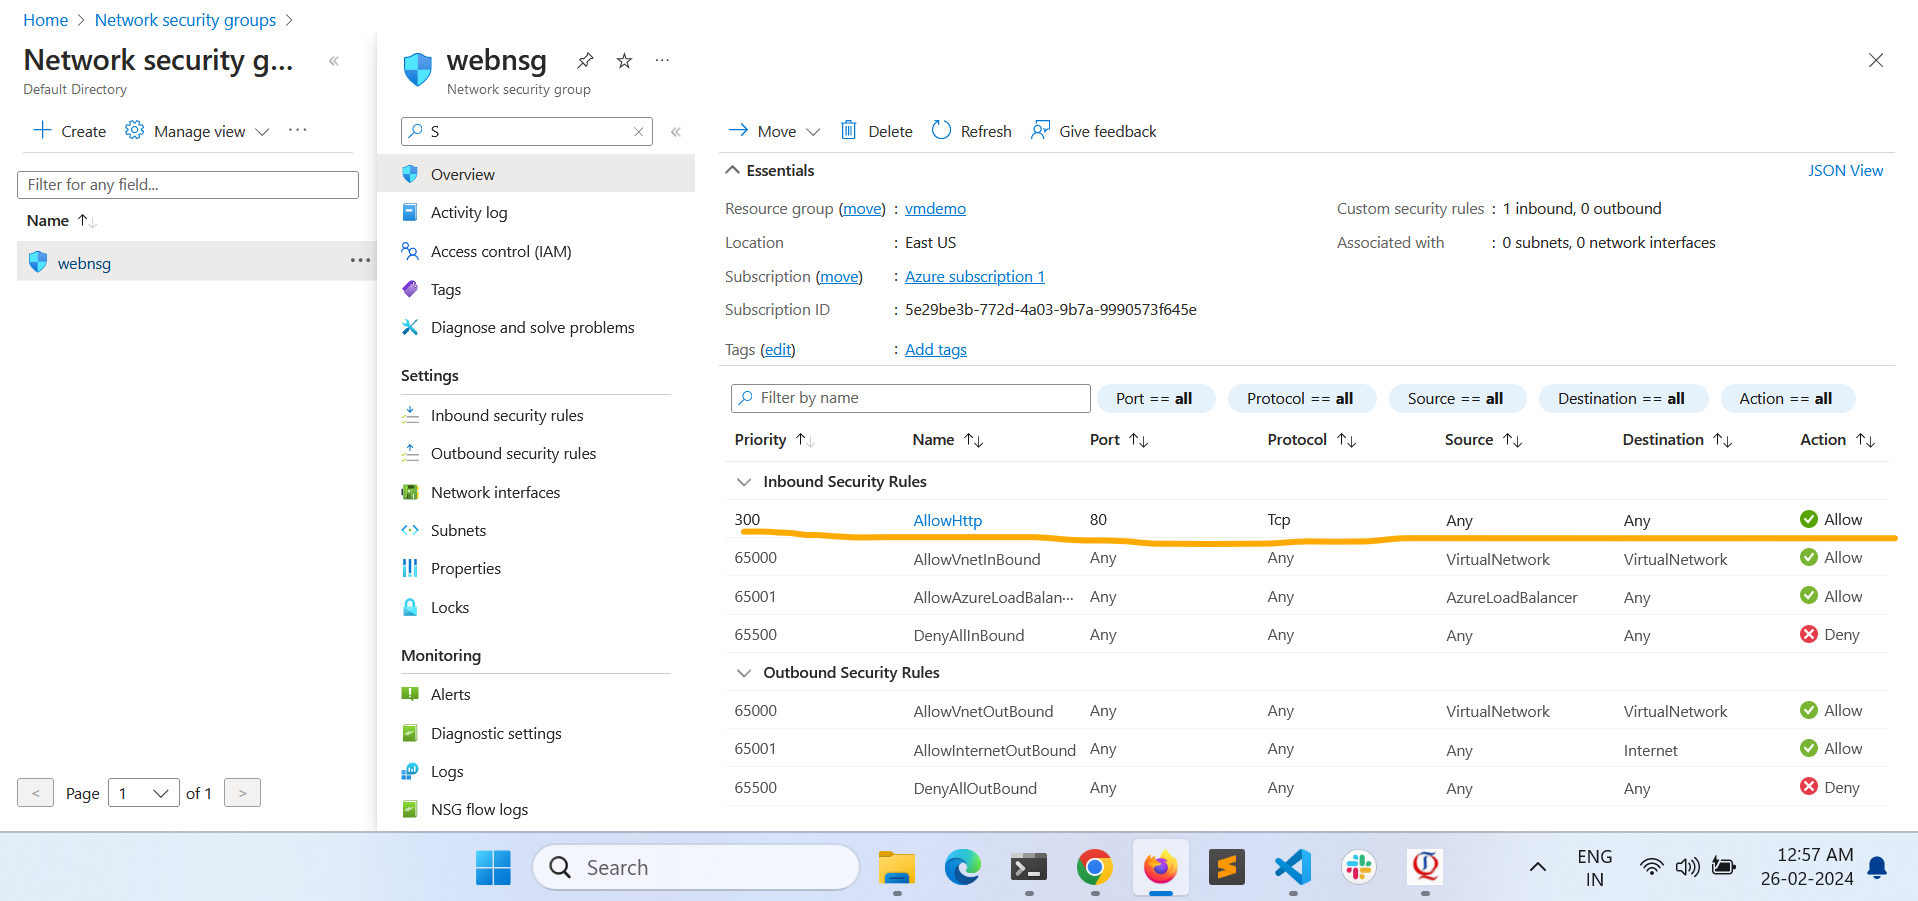 Home > Network security groups >
Network security g...
Default Directory
Create Manage view ...
Filter for any field...
Name
webnsg ...
< Page 1 of 1 >
webnsg ...
Network security group
S
Overview
Activity log
Access control (IAM)
Tags
Diagnose and solve problems
Settings
Inbound security rules
Outbound security rules
Network interfaces
Subnets
Properties
Locks
Monitoring
Alerts
Diagnostic settings
Logs
NSG flow logs
Move Delete Refresh Give feedback
Essentials JSON View
Resource group (move) : vmdemo
Location : East US
Subscription (move) : Azure subscription 1
Subscription ID : 5e29be3b-772d-4a03-9b7a-9990573f645e
Tags (edit) : Add tags
Custom security rules : 1 inbound, 0 outbound
Associated with : 0 subnets, 0 network interfaces
Filter by name Port == all Protocol == all Source == all Destination == all Action == all
Priority Name Port Protocol Source Destination Action
Inbound Security Rules
300 AllowHttp 80 Tcp Any Any Allow
65000 AllowVnetInBound Any Any VirtualNetwork VirtualNetwork Allow
65001 AllowAzureLoadBalan... Any Any AzureLoadBalancer Any Allow
65500 DenyAllInBound Any Any Any Any Deny
Outbound Security Rules
65000 AllowVnetOutBound Any Any VirtualNetwork VirtualNetwork Allow
65001 AllowInternetOutBound Any Any Any Internet Allow
65500 DenyAllOutBound Any Any Any Any Deny
Search
ENG
IN
12:57 AM
26-02-2024